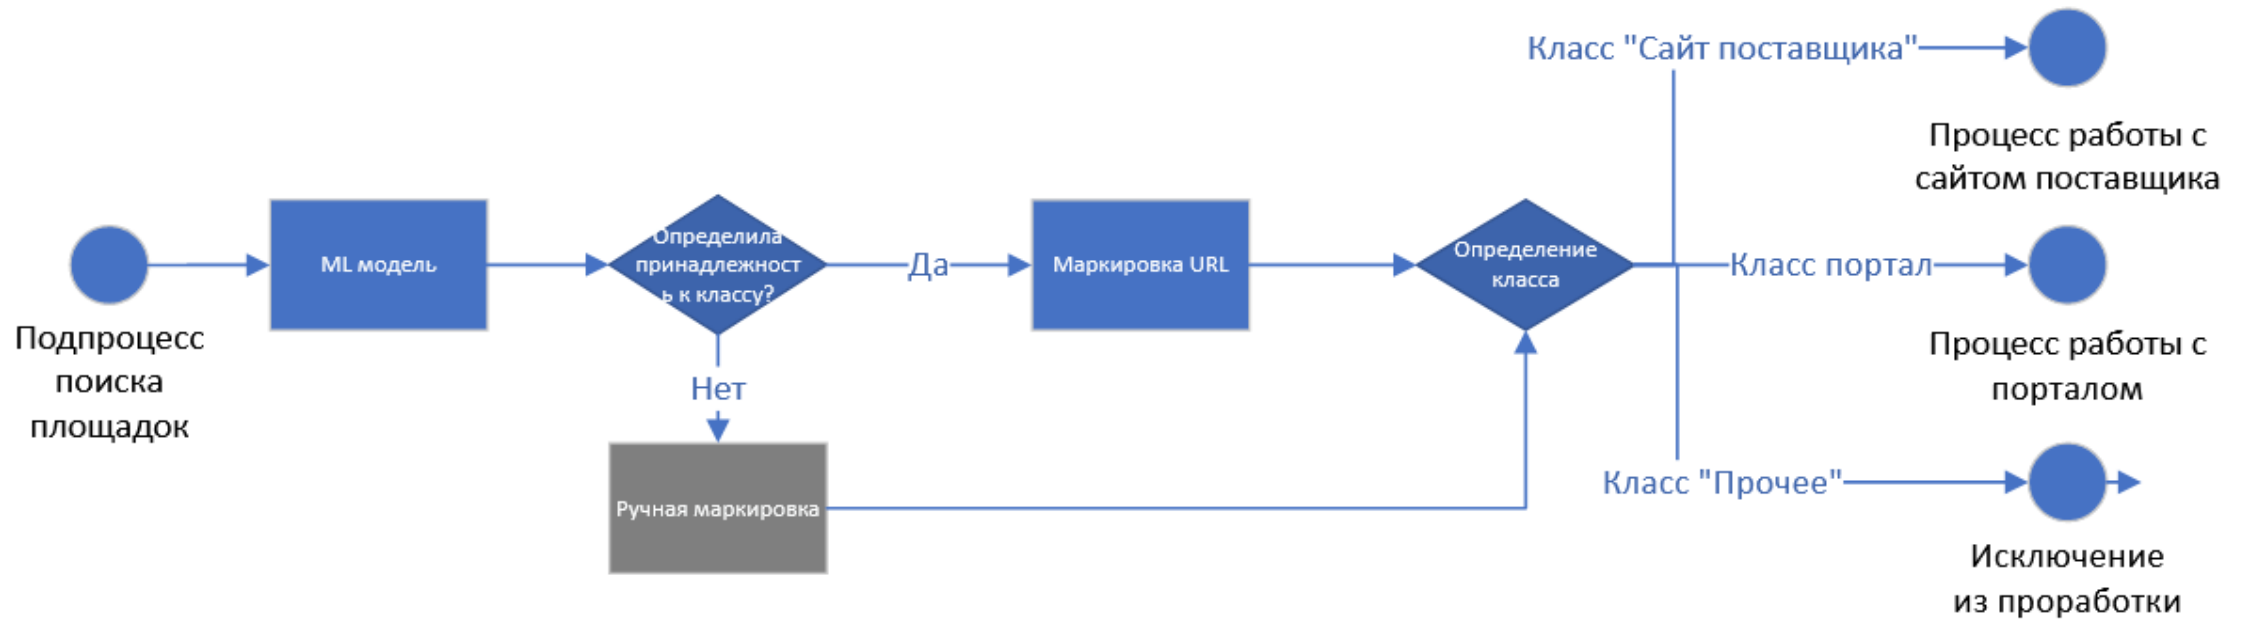 Подпроцесс
поиска
площадок
ML модель
Определила
принадлежност
ь к классу?
Да
Нет
Ручная маркировка
Маркировка URL
Определение
класса
Класс "Сайт поставщика"
Процесс работы с
сайтом поставщика
Класс портал
Процесс работы с
порталом
Класс "Прочее"
Исключение
из проработки